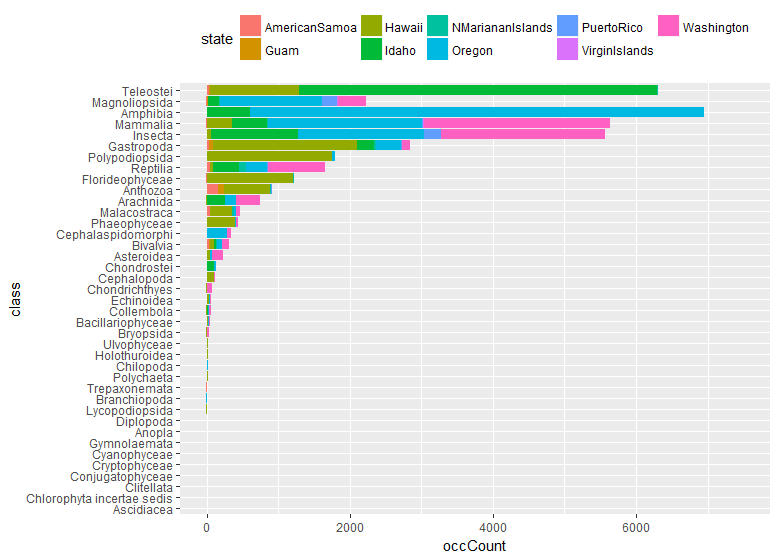 state AmericanSamoa Hawaii NMariananIslands PuertoRico Washington
Guam Idaho Oregon VirginIslands
class
Teleostei
Magnoliopsida
Amphibia
Mammalia
Insecta
Gastropoda
Polypodiopsida
Reptilia
Florideophyceae
Anthozoa
Arachnida
Malacostraca
Phaeophyceae
Cephalaspidomorphi
Bivalvia
Asteroidea
Chondrostei
Cephalopoda
Chondrichthyes
Echinoidea
Collembola
Bacillariophyceae
Bryopsida
Ulvophyceae
Holothuroidea
Chilopoda
Polychaeta
Trepaxonemata
Branchiopoda
Lycopodiopsida
Diplopoda
Anopla
Gymnolaemata
Cyanophyceae
Cryptophyceae
Conjugatophyceae
Clitellata
Chlorophyta incertae sedis
Ascidiacea
0 2000 4000 6000
occCount